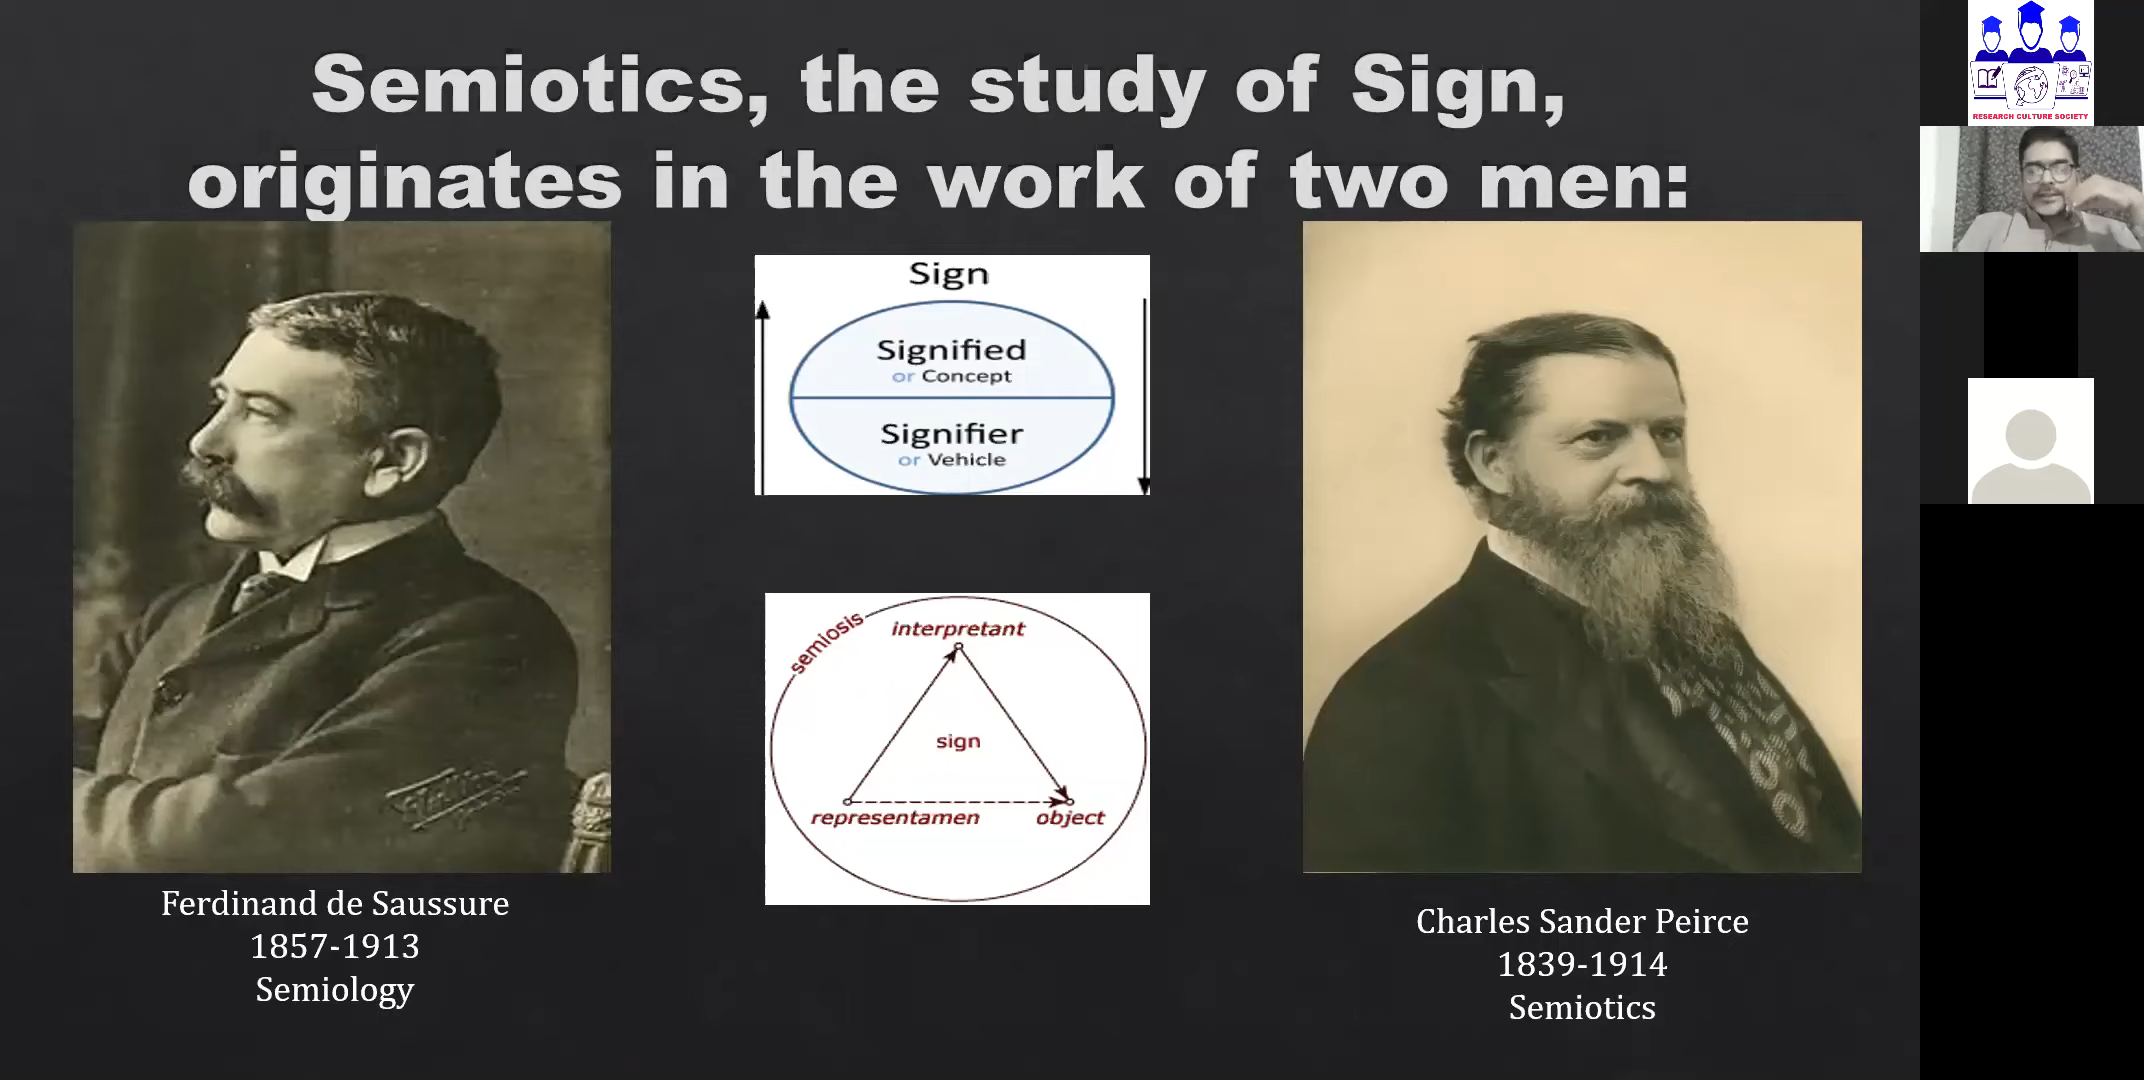 Semiotics, the study of Sign,
originates in the work of two men:
Sign
Signified
or Concept
Signifier
or Vehicle
semiosis
interpretant
sign
representamen
object
Ferdinand de Saussure
1857-1913
Semiology
Charles Sander Peirce
1839-1914
Semiotics
RESEARCH CULTURE SOCIETY